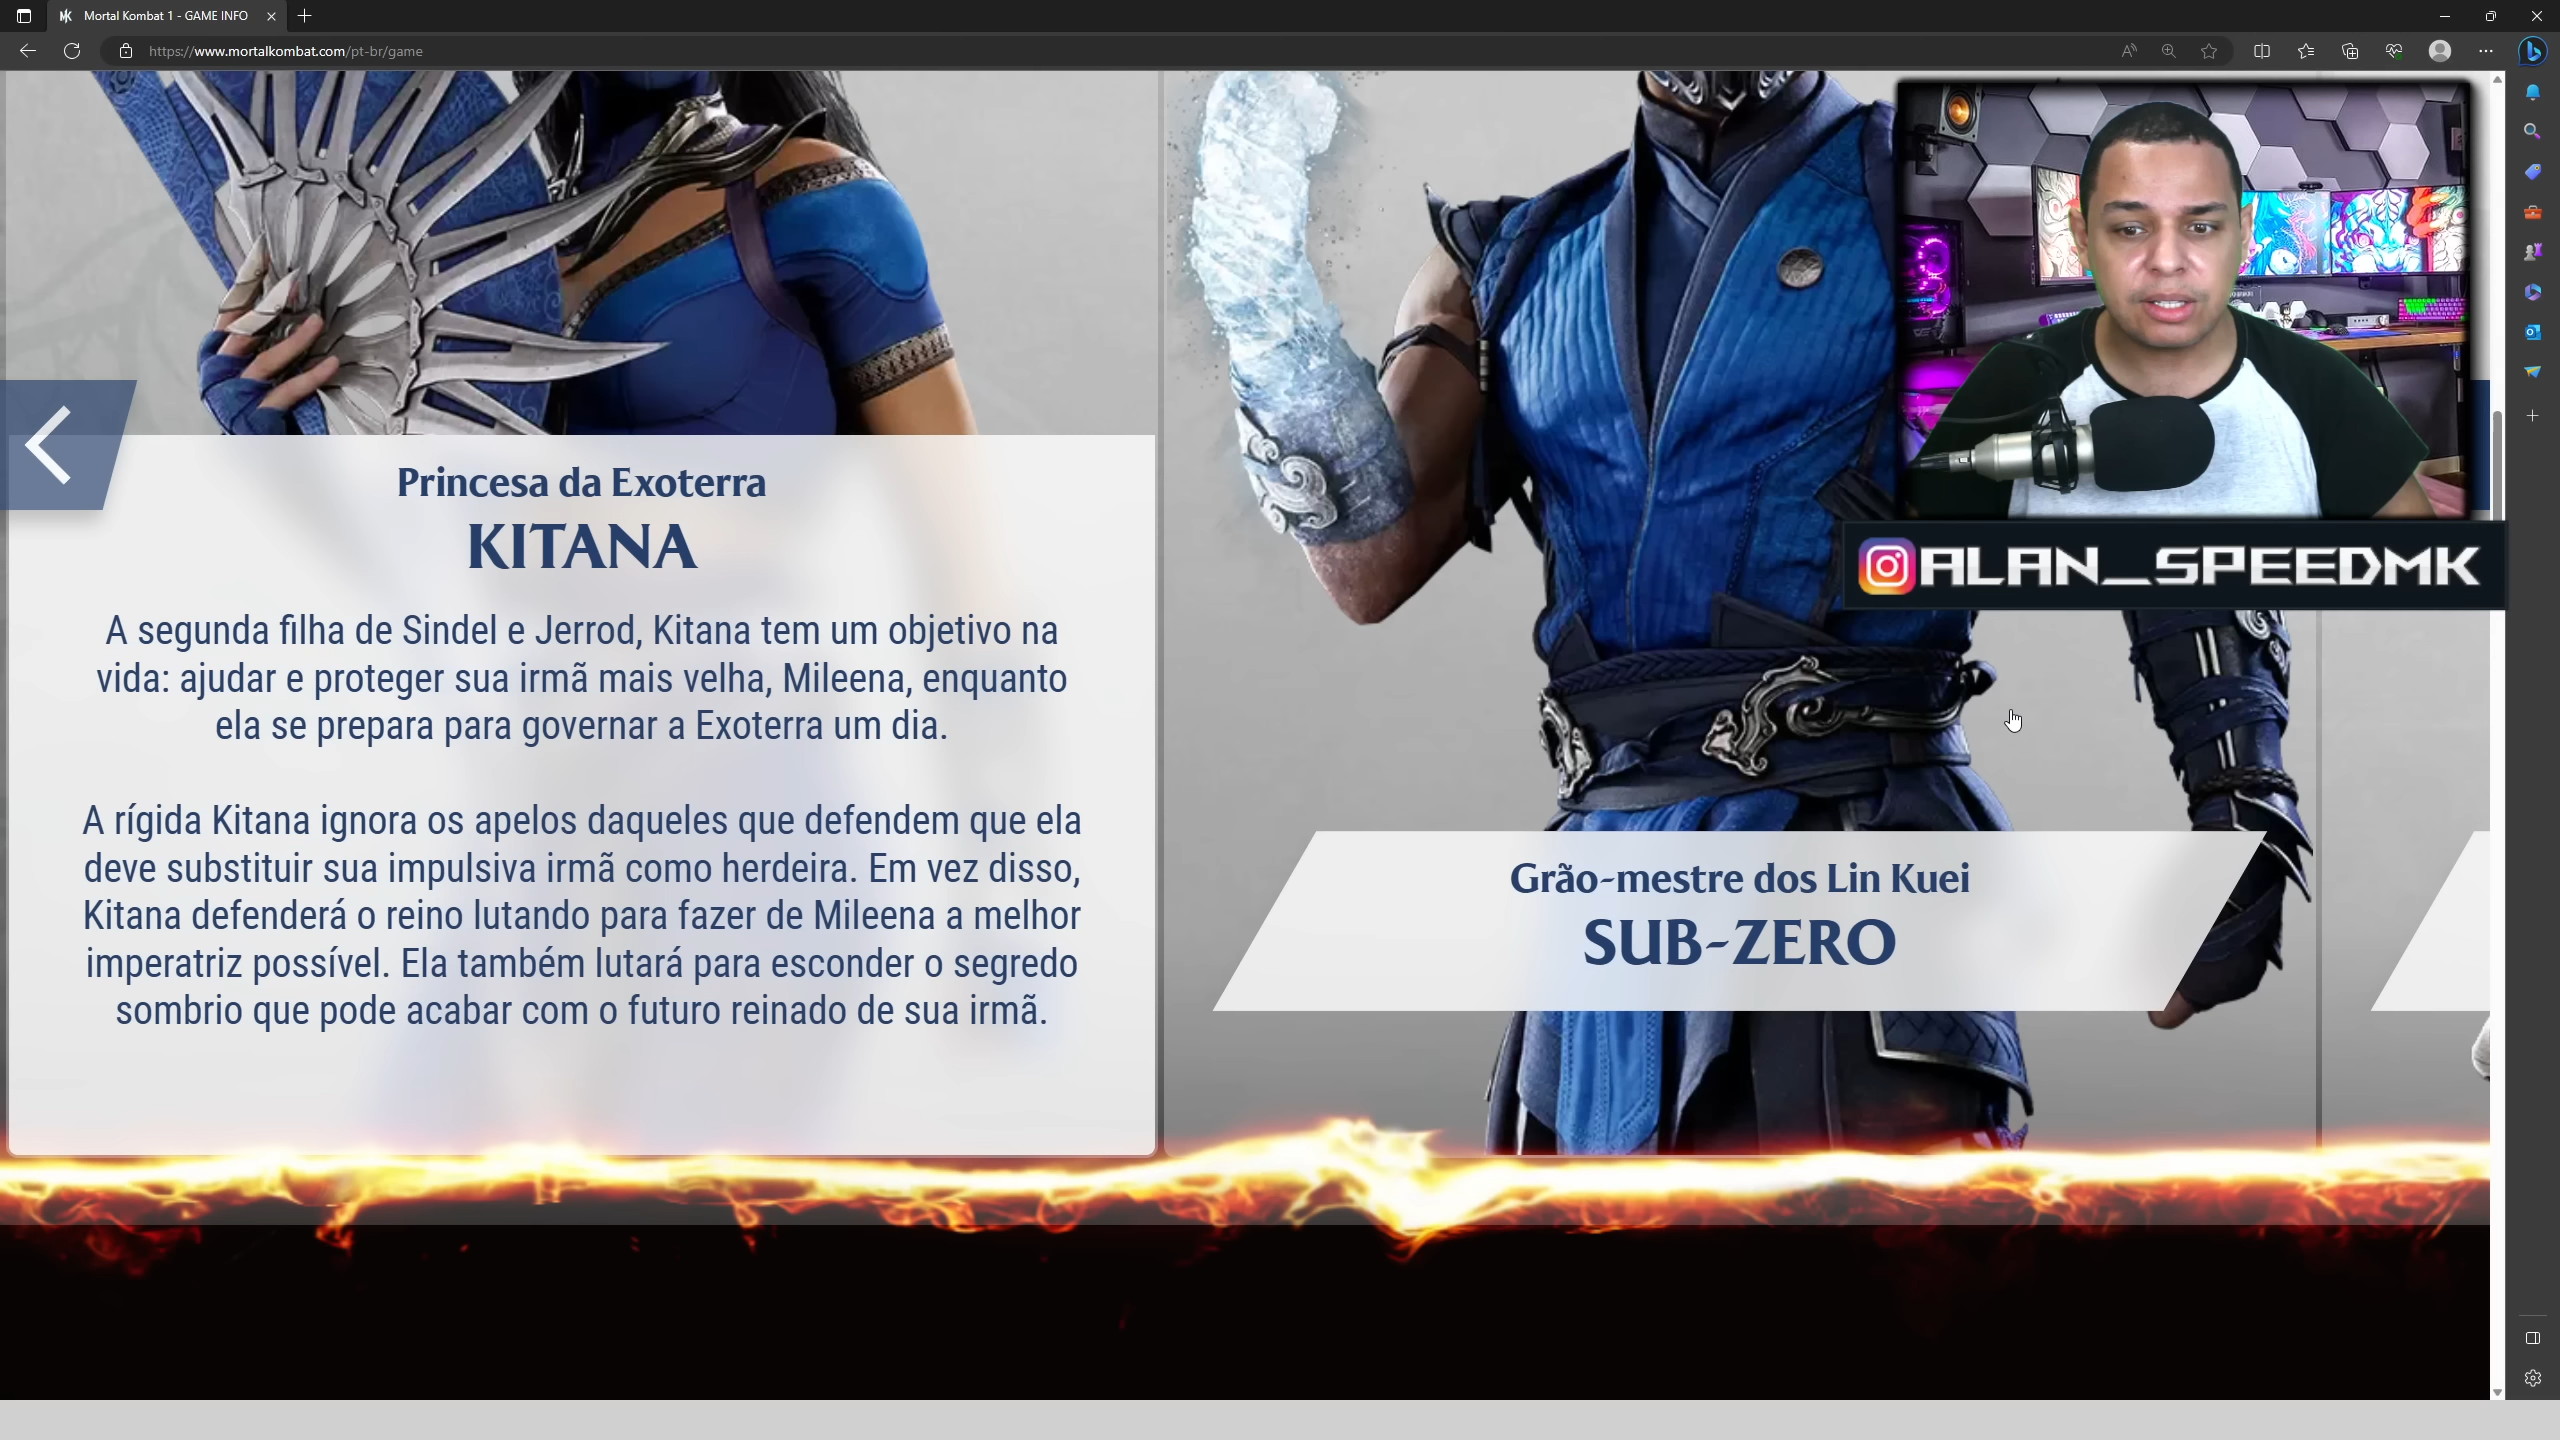 Mortal Kombat 1 - GAME INFO
https://www.mortalkombat.com/pt-br/game
Princesa da Exoterra
KITANA
A segunda filha de Sindel e Jerrod, Kitana tem um objetivo na
vida: ajudar e proteger sua irmã mais velha, Mileena, enquanto
ela se prepara para governar a Exoterra um dia.
A rígida Kitana ignora os apelos daqueles que defendem que ela
deve substituir sua impulsiva irmã como herdeira. Em vez disso,
Kitana defenderá o reino lutando para fazer de Mileena a melhor
imperatriz possível. Ela também lutará para esconder o segredo
sombrio que pode acabar com o futuro reinado de sua irmã.
ALAN_SPEEDMK
Grão-mestre dos Lin Kuei
SUB-ZERO